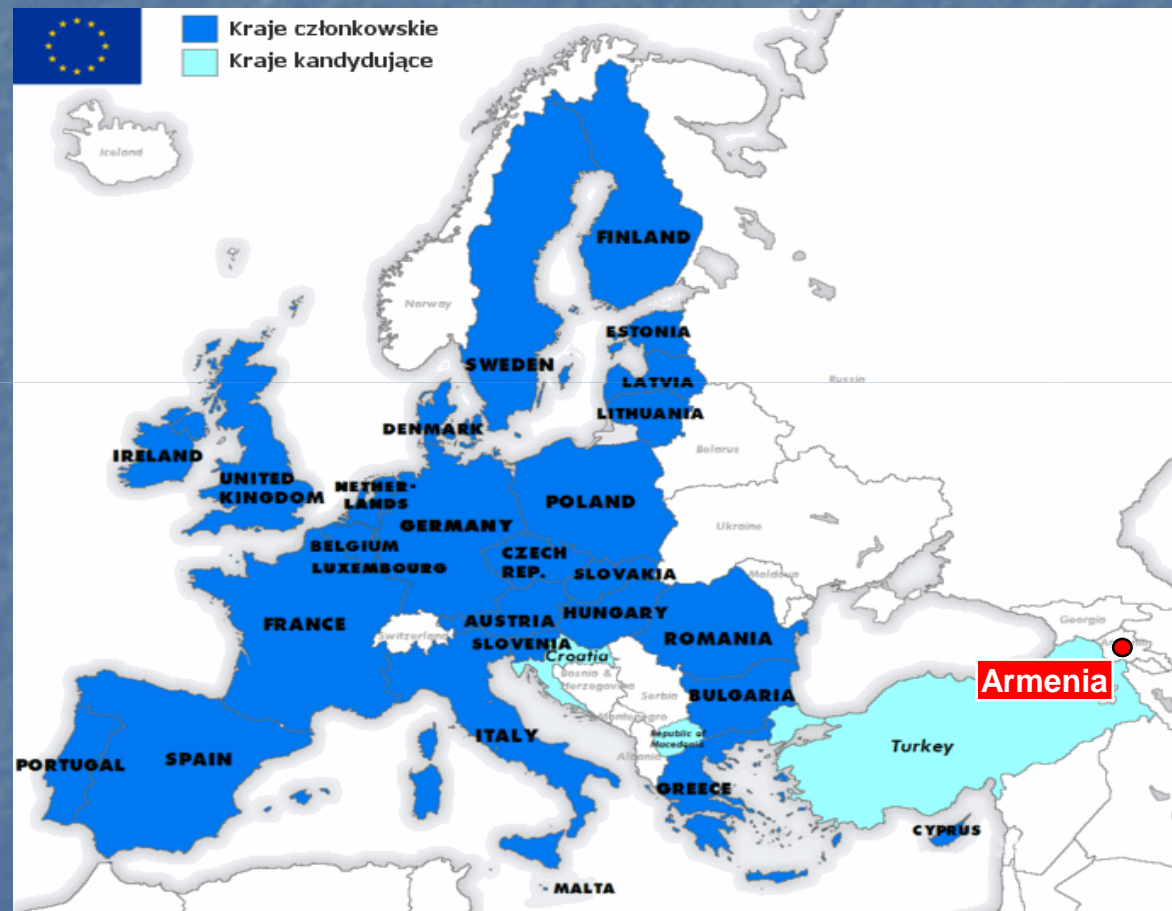 Kraje członkowskie
Kraje kandydujące
Iceland
FINLAND
Norway
ESTONIA
SWEDEN
LATVIA
Russia
LITHUANIA
DENMARK
Belarus
IRELAND
UNITED
KINGDOM
NETHER-
LANDS
POLAND
GERMANY
Ukraine
BELGIUM
CZECH
REP.
LUXEMBOURG
SLOVAKIA
Moldova
HUNGARY
FRANCE
AUSTRIA
Switzerland
ROMANIA
SLOVENIA
Croatia
Georgia
Bosnia &
Herzegovina
Armenia
Serbia
BULGARIA
Montenegro
ITALY
Republic of
Macedonia
Turkey
Albania
SPAIN
PORTUGAL
GREECE
CYPRUS
MALTA